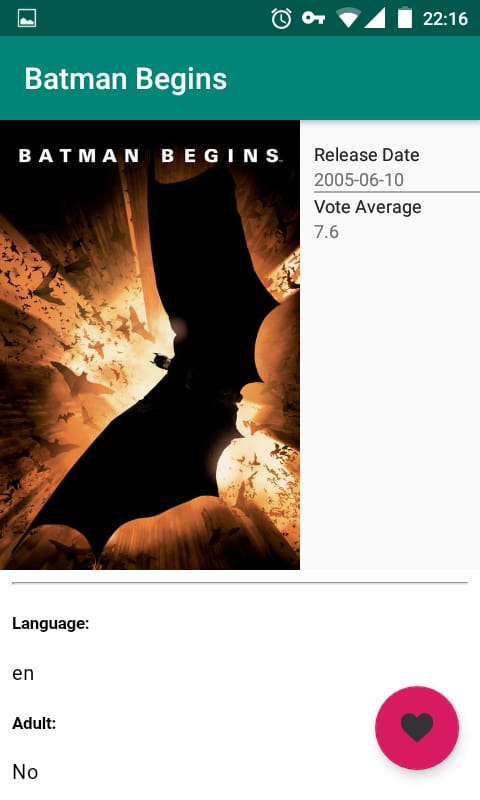 22:16
Batman Begins
BATMAN BEGINS
Release Date
2005-06-10
Vote Average
7.6
Language:
en
Adult:
No